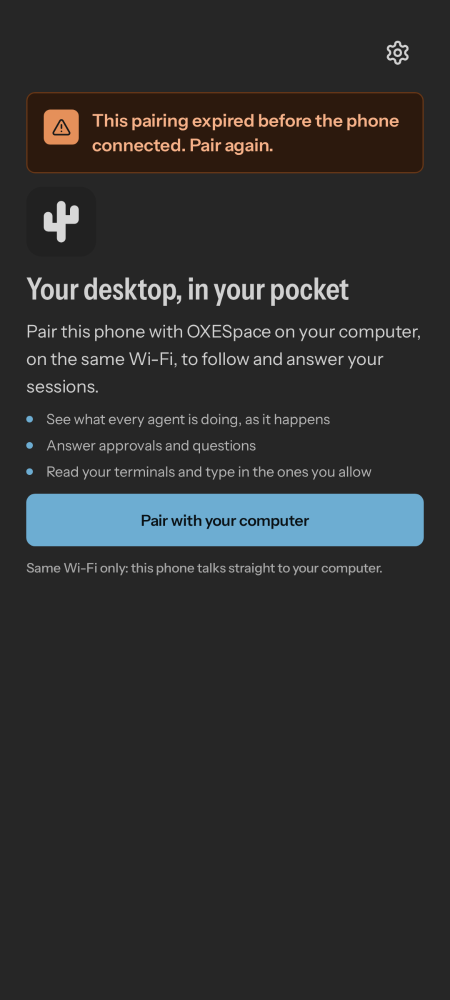 This pairing expired before the phone
connected. Pair again.
Your desktop, in your pocket
Pair this phone with OXESpace on your computer,
on the same Wi-Fi, to follow and answer your
sessions.
See what every agent is doing, as it happens
Answer approvals and questions
Read your terminals and type in the ones you allow
Pair with your computer
Same Wi-Fi only: this phone talks straight to your computer.